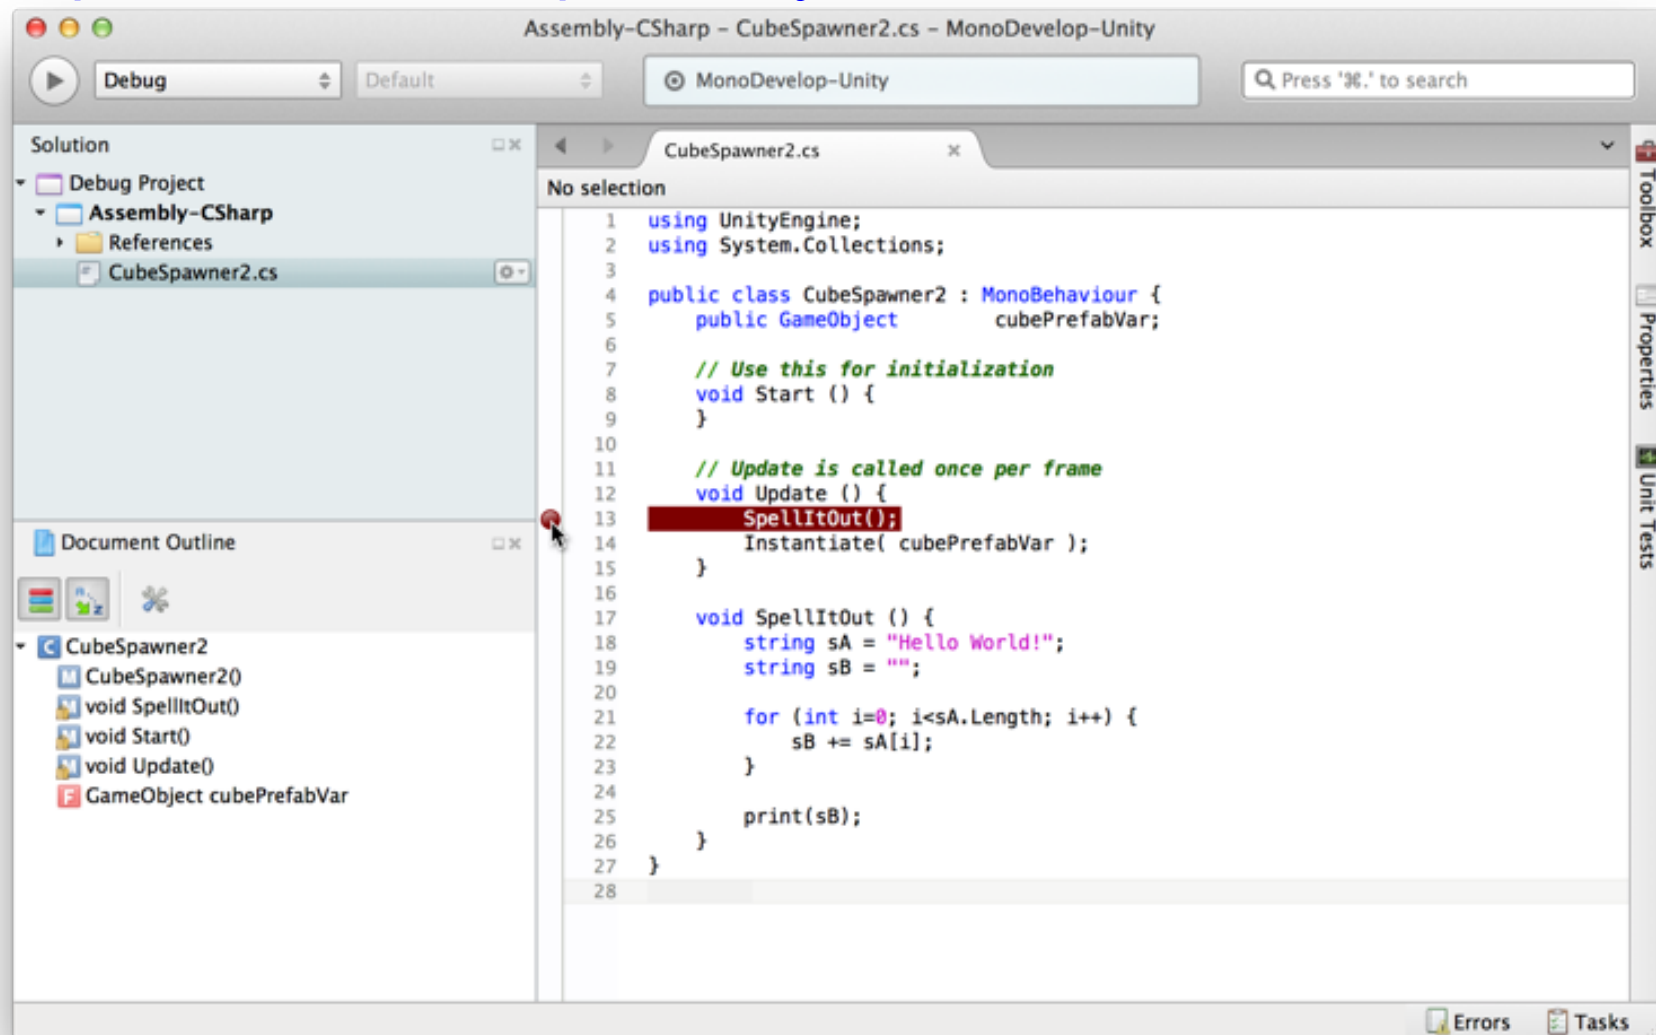 Assembly-CSharp – CubeSpawner2.cs – MonoDevelop-Unity
Debug
Default
MonoDevelop-Unity
Press '⌘.' to search
Solution
Debug Project
Assembly-CSharp
References
CubeSpawner2.cs
Document Outline
CubeSpawner2
CubeSpawner2()
void SpellItOut()
void Start()
void Update()
GameObject cubePrefabVar
CubeSpawner2.cs
No selection
1 using UnityEngine;
2 using System.Collections;
3
4 public class CubeSpawner2 : MonoBehaviour {
5 public GameObject cubePrefabVar;
6
7 // Use this for initialization
8 void Start () {
9 }
10
11 // Update is called once per frame
12 void Update () {
13 SpellItOut();
14 Instantiate( cubePrefabVar );
15 }
16
17 void SpellItOut () {
18 string sA = "Hello World!";
19 string sB = "";
20
21 for (int i=0; i<sA.Length; i++) {
22 sB += sA[i];
23 }
24
25 print(sB);
26 }
27 }
28
Toolbox
Properties
Unit Tests
Errors
Tasks